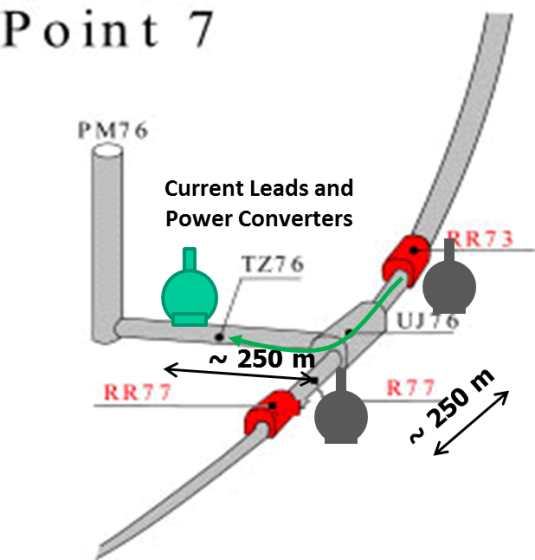 Point 7
PM76
Current Leads and
Power Converters
RR73
TZ76
UJ76
~ 250 m
RR77
R77
~ 250 m